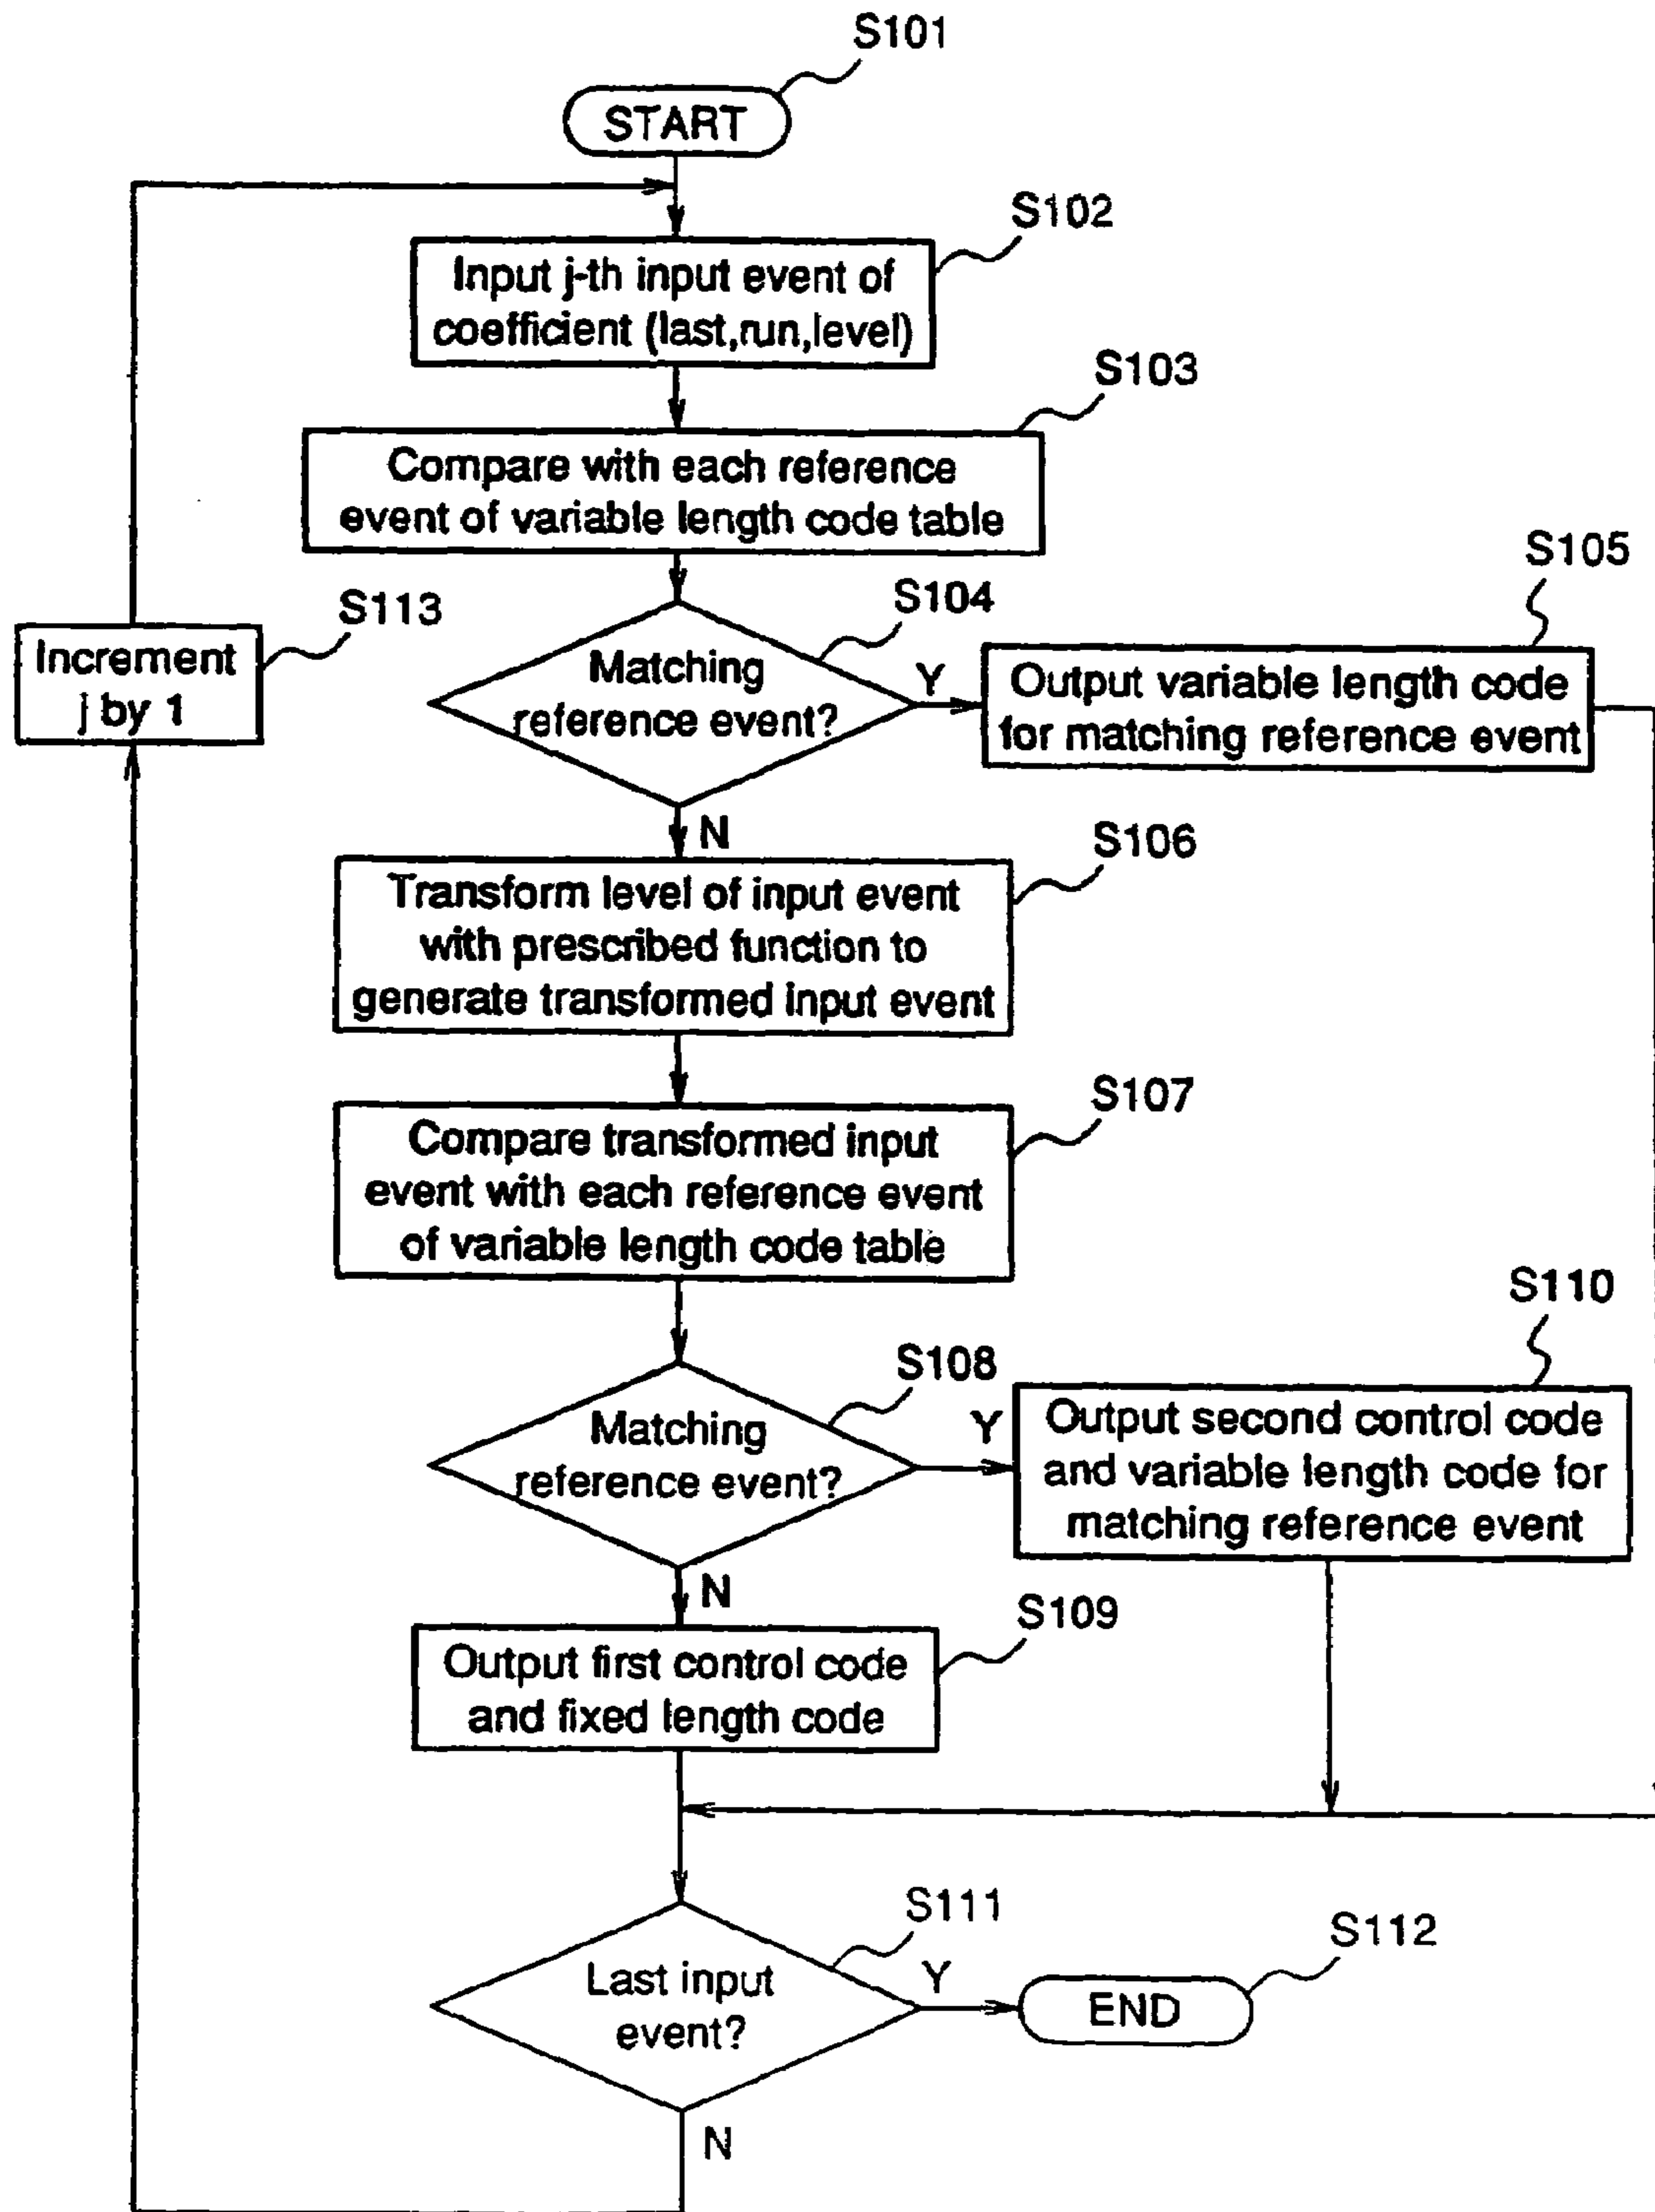 S101
START
S102
Input j-th input event of
coefficient (last,run,level)
S103
Compare with each reference
event of variable length code table
S104
Matching
reference event?
Y
S105
Output variable length code
for matching reference event
S113
Increment
j by 1
N
S106
Transform level of input event
with prescribed function to
generate transformed input event
S107
Compare transformed input
event with each reference event
of variable length code table
S108
Matching
reference event?
Y
S110
Output second control code
and variable length code for
matching reference event
N
S109
Output first control code
and fixed length code
S111
Last input
event?
Y
S112
END
N